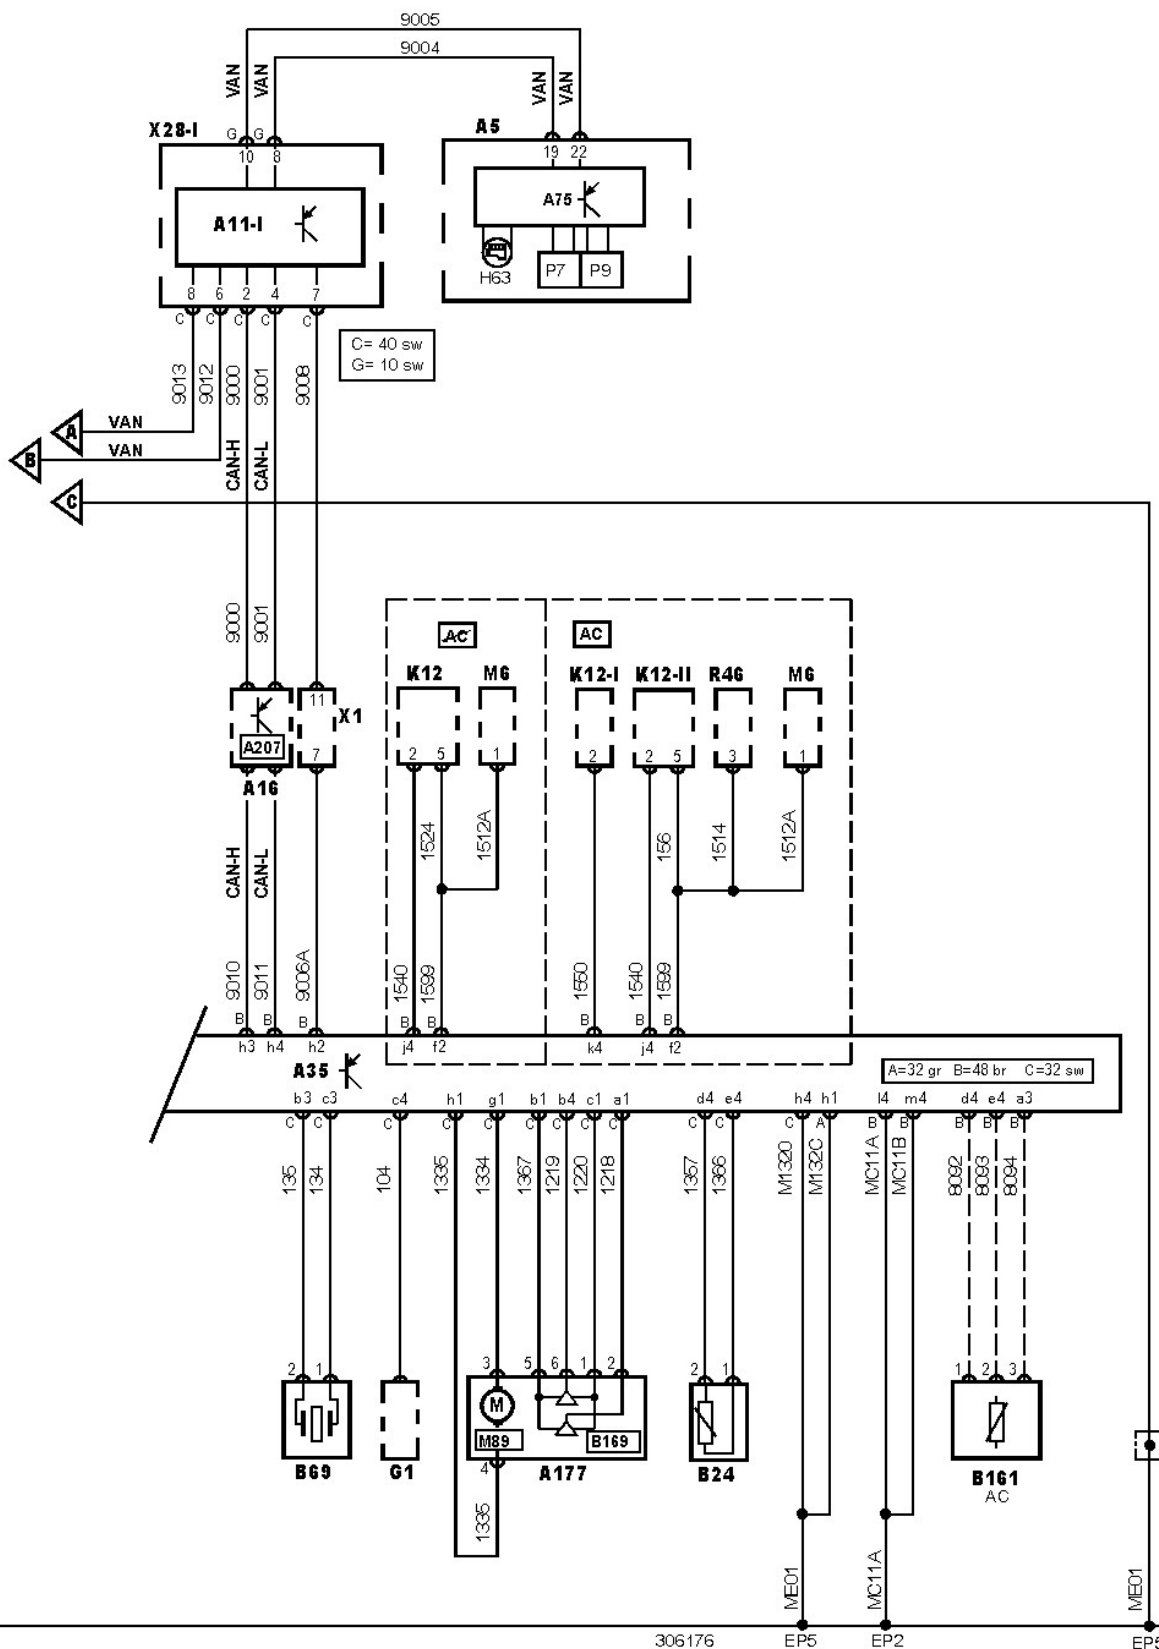 9005
9004
VAN VAN VAN VAN
X28-I G G A5
10 8 19 22
A11-I A75
H63 P7 P9
8 6 2 4 7
C C C C C
C= 40 sw
G= 10 sw
9013 9012 9000 9001 9008
A VAN
B VAN
CAN-H CAN-L
C
9000 9001
AC AC
K12 M6 K12-I K12-II R46 M6
11 X1
A207 7 2 5 1 2 2 5 3 1
A16
1524 1512A 156 1514 1512A
CAN-H CAN-L
9010 9011 9006A 1540 1599 1550 1540 1599
B B B B B B B B
h3 h4 h2 j4 f2 k4 j4 f2
A35 A=32 gr B=48 br C=32 sw
b3 c3 c4 h1 g1 b1 b4 c1 a1 d4 e4 h4 h1 l4 m4 d4 e4 a3
C C C C C C C C C C C C A B B B B B
135 134 104 1335 1334 1367 1219 1220 1218 1357 1366 M1320 M132C MC11A MC11B 8092 8093 8094
2 1 3 5 6 1 2 2 1 1 2 3
M
M89 B169
B69 G1 4 A177 B24 B161
AC
1335
ME01 MC11A ME01
306176 EP5 EP2 EP5